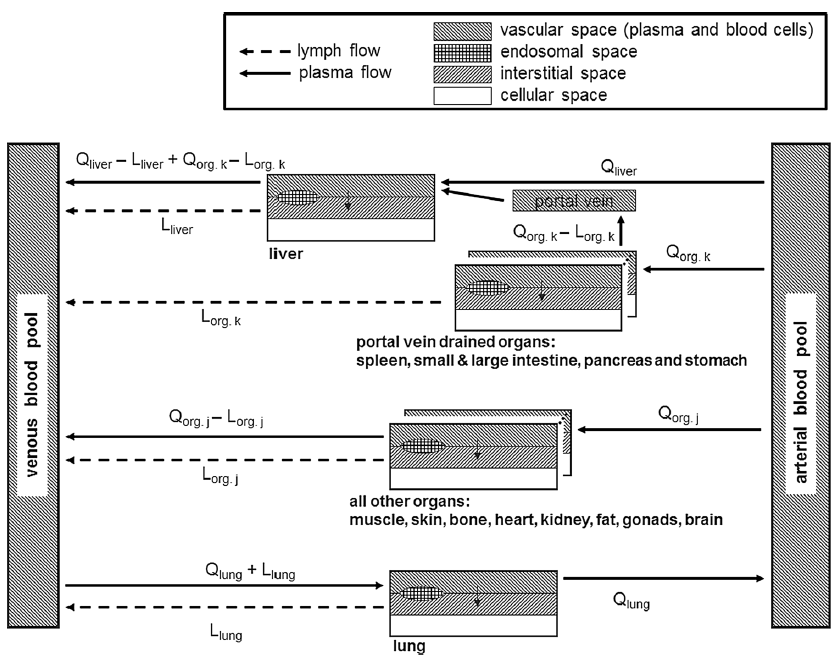 lymph flow
plasma flow
vascular space (plasma and blood cells)
endosomal space
interstitial space
cellular space
Qliver – Lliver + Qorg. k – Lorg. k
Qliver
portal vein
Lliver
liver
Qorg. k – Lorg. k
Qorg. k
Lorg. k
portal vein drained organs:
spleen, small & large intestine, pancreas and stomach
venous blood pool
arterial blood pool
Qorg. j – Lorg. j
Qorg. j
Lorg. j
all other organs:
muscle, skin, bone, heart, kidney, fat, gonads, brain
Qlung + Llung
Qlung
Llung
lung